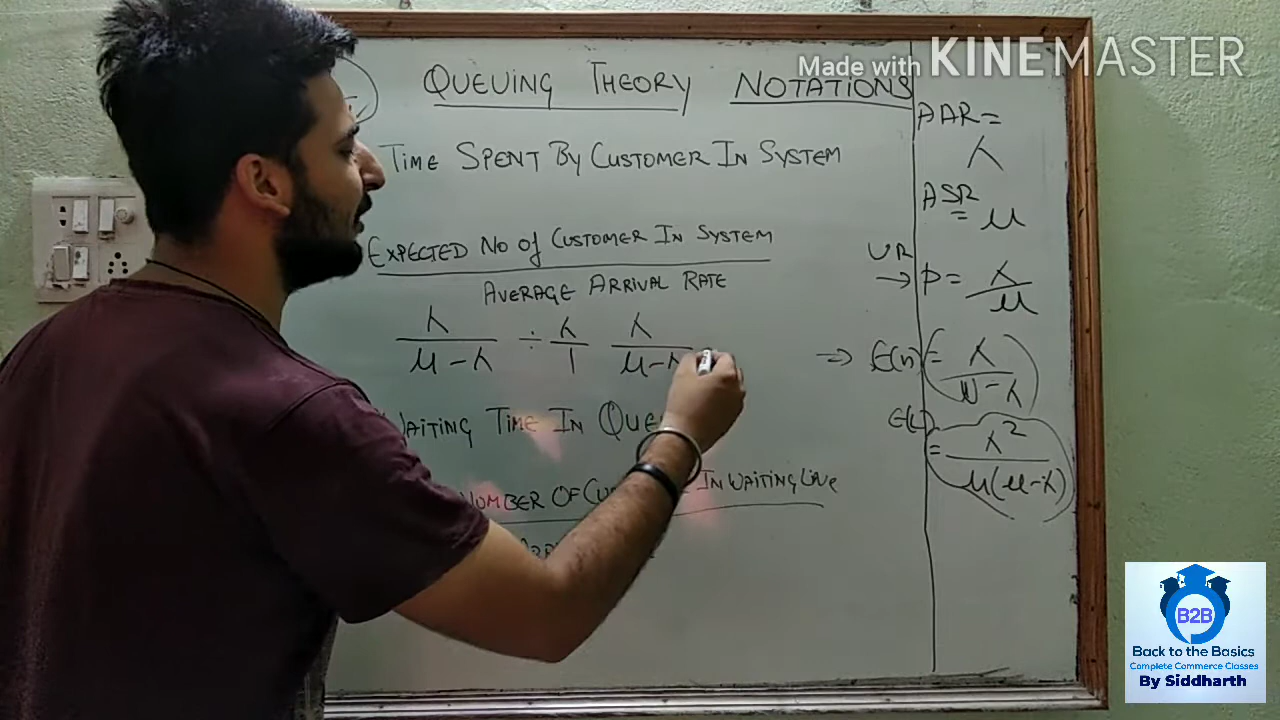 Made with KINEMASTER
QUEUING THEORY NOTATIONS
TIME SPENT BY CUSTOMER IN SYSTEM
EXPECTED NO of CUSTOMER IN SYSTEM
AVERAGE ARRIVAL RATE
λ / μ - λ ÷ λ / 1 λ / μ - λ
WAITING TIME IN
NUMBER OF IN WAITING LINE
AAR =
λ
ASR
= μ
UR
→ P = λ / μ
⇒ E(n) = λ / μ - λ
E(L)
= λ² / μ(μ-λ)
B2B
Back to the Basics
Complete Commerce Classes
By Siddharth